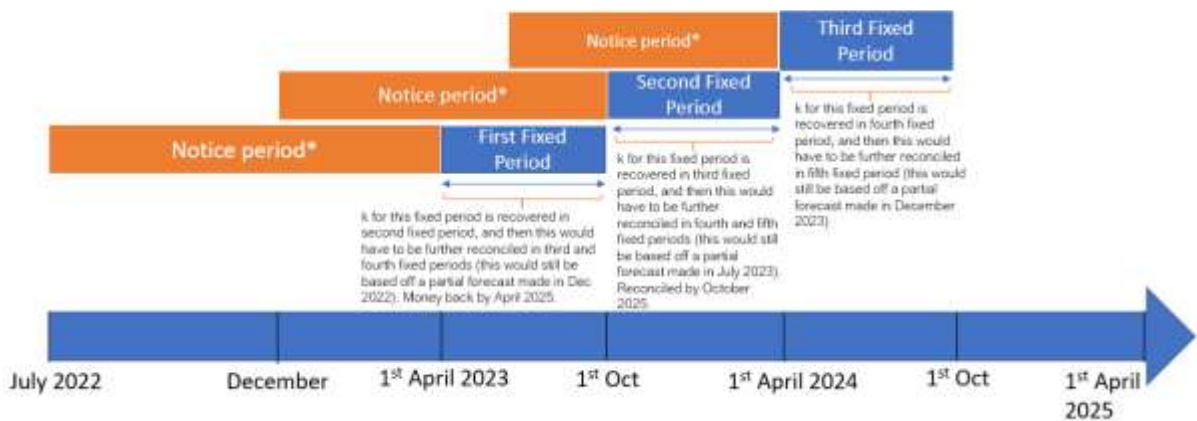 Notice period*
Third Fixed
Period
Notice period*
Second Fixed
Period
Notice period*
First Fixed
Period
k for this fixed period is
recovered in fourth fixed
period, and then this would
have to be further reconciled
in fifth fixed period (this would
still be based off a partial
forecast made in December
2023)
k for this fixed period is
recovered in third fixed
period, and then this would
have to be further
reconciled in fourth and fifth
fixed periods (this would still
be based off a partial
forecast made in July 2023).
Reconciled by October
2025.
k for this fixed period is recovered in
second fixed period, and then this would
have to be further reconciled in third and
fourth fixed periods (this would still be
based off a partial forecast made in Dec
2022). Money back by April 2025.
July 2022
December
1st April 2023
1st Oct
1st April 2024
1st Oct
1st April
2025